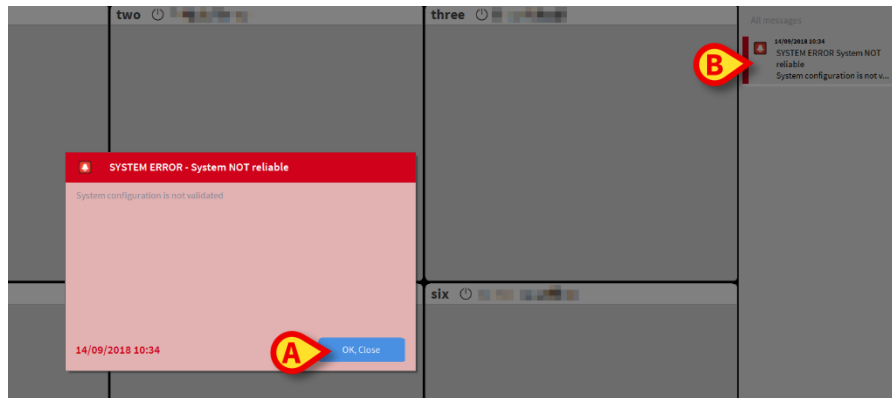 two
three
All messages
14/09/2018 10:34
SYSTEM ERROR System NOT
reliable
System configuration is not v...
B
SYSTEM ERROR - System NOT reliable
System configuration is not validated
six
14/09/2018 10:34
A
OK, Close